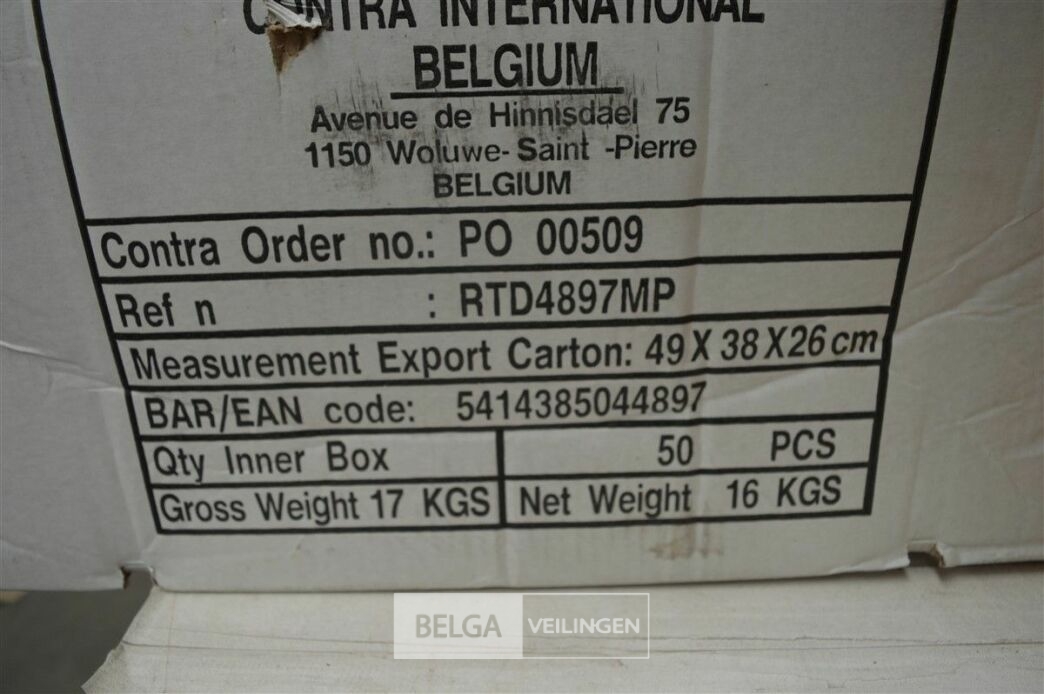 CONTRA INTERNATIONAL
BELGIUM
Avenue de Hinnisdael 75
1150 Woluwe-Saint-Pierre
BELGIUM
Contra Order no.: PO 00509
Ref n : RTD4897MP
Measurement Export Carton: 49 X 38 X 26 cm
BAR/EAN code: 5414385044897
Qty Inner Box 50 PCS
Gross Weight 17 KGS Net Weight 16 KGS
BELGA VEILINGEN